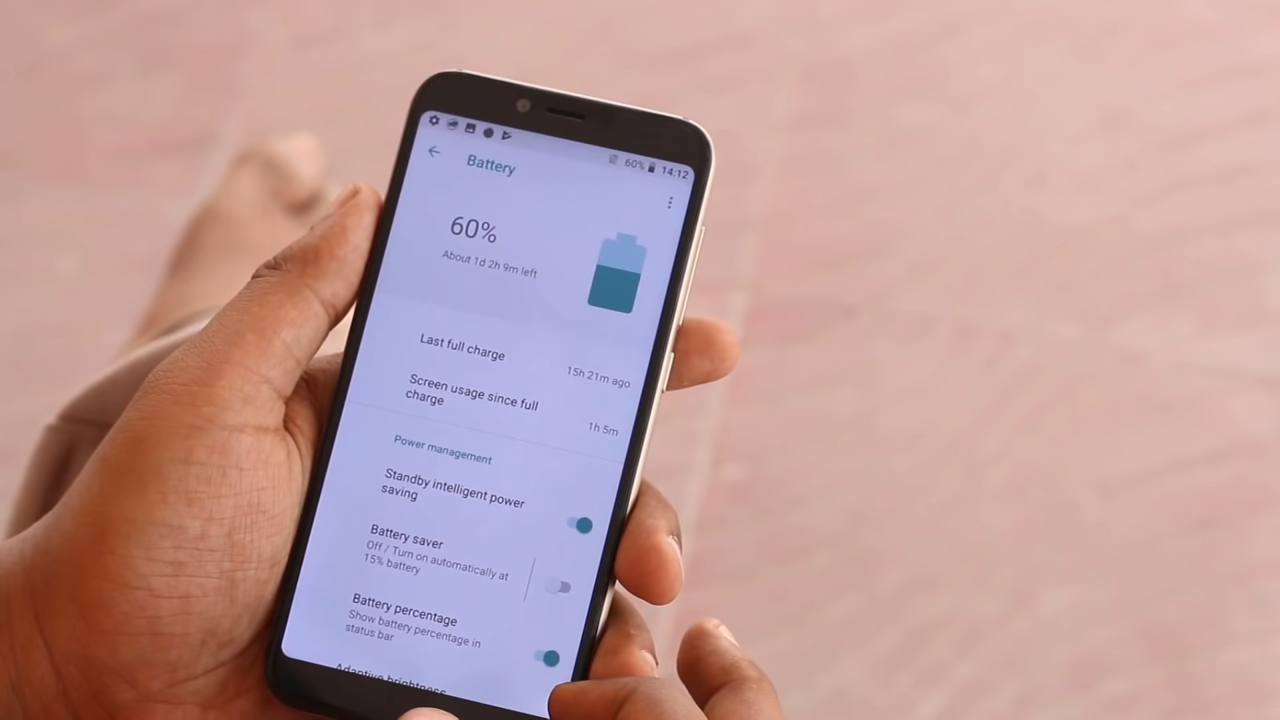 60% 14:12
Battery
60%
About 1d 2h 9m left
Last full charge
15h 21m ago
Screen usage since full
charge
1h 5m
Power management
Standby intelligent power
saving
Battery saver
Off / Turn on automatically at
15% battery
Battery percentage
Show battery percentage in
status bar
Adaptive brightness